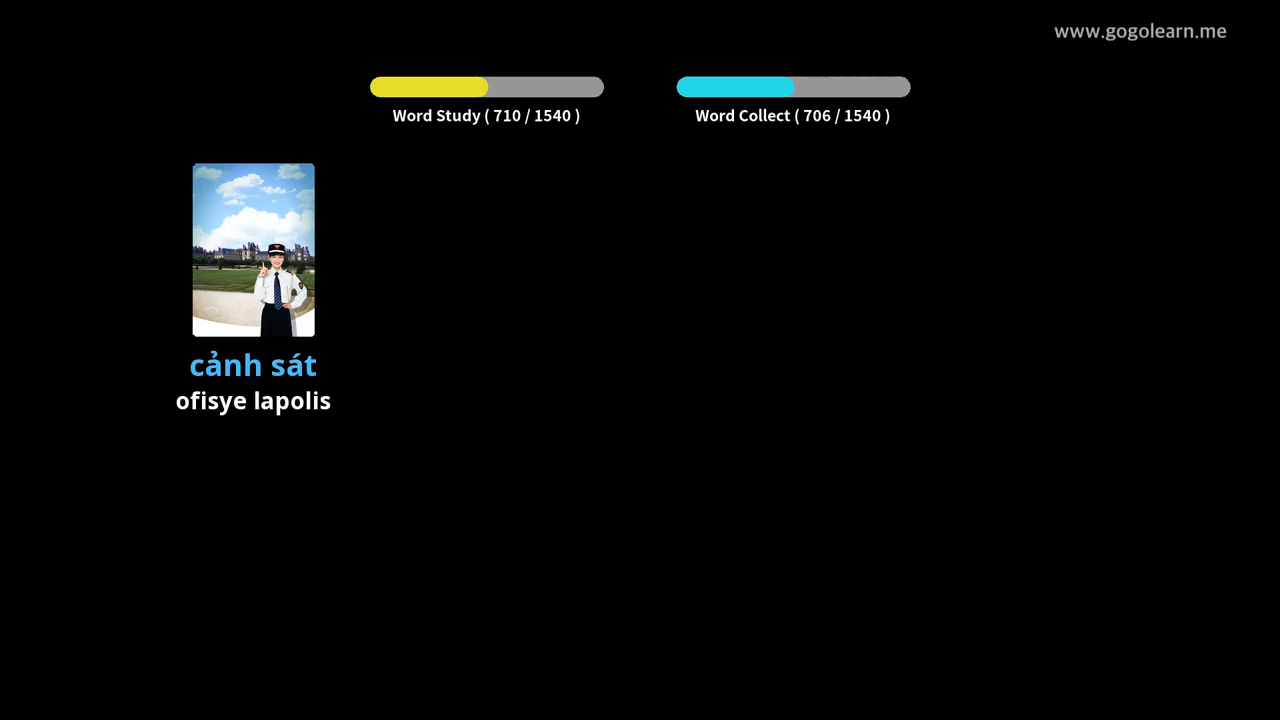 www.gogolearn.me
Word Study ( 710 / 1540 )
Word Collect ( 706 / 1540 )
cảnh sát
ofisye lapolis